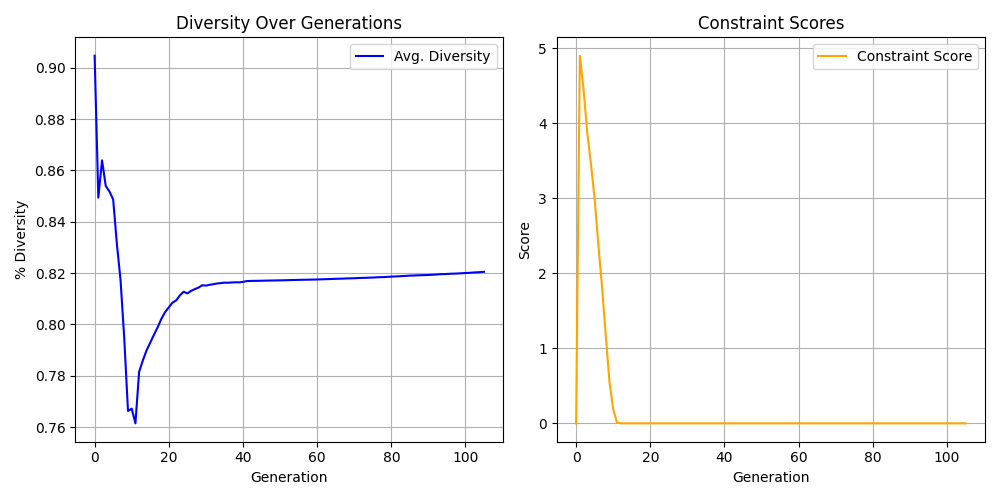 Diversity Over Generations
Avg. Diversity
% Diversity
0.90
0.88
0.86
0.84
0.82
0.80
0.78
0.76
0 20 40 60 80 100
Generation
Constraint Scores
Constraint Score
Score
5
4
3
2
1
0
0 20 40 60 80 100
Generation